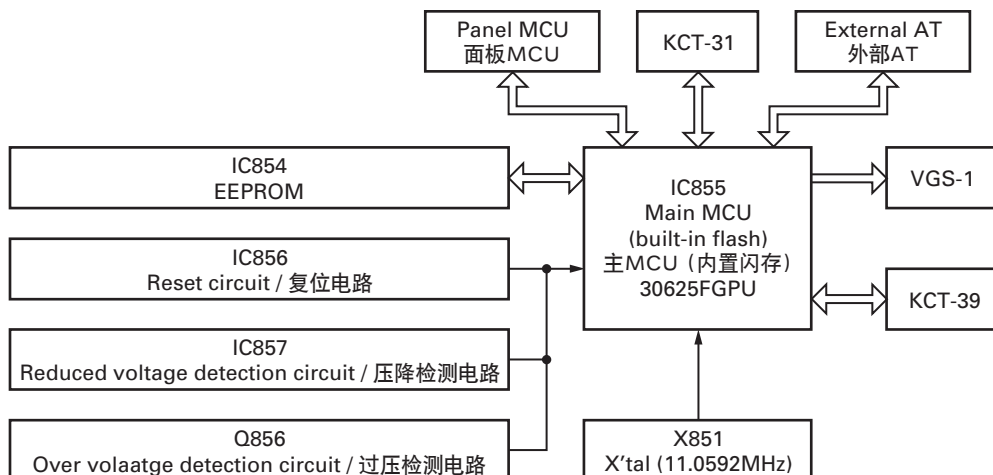 Panel MCU
面板MCU
KCT-31
External AT
外部AT
IC854
EEPROM
IC855
Main MCU
(built-in flash)
主MCU (内置闪存)
30625FGPU
VGS-1
IC856
Reset circuit / 复位电路
KCT-39
IC857
Reduced voltage detection circuit / 压降检测电路
Q856
Over volaatge detection circuit / 过压检测电路
X851
X'tal (11.0592MHz)